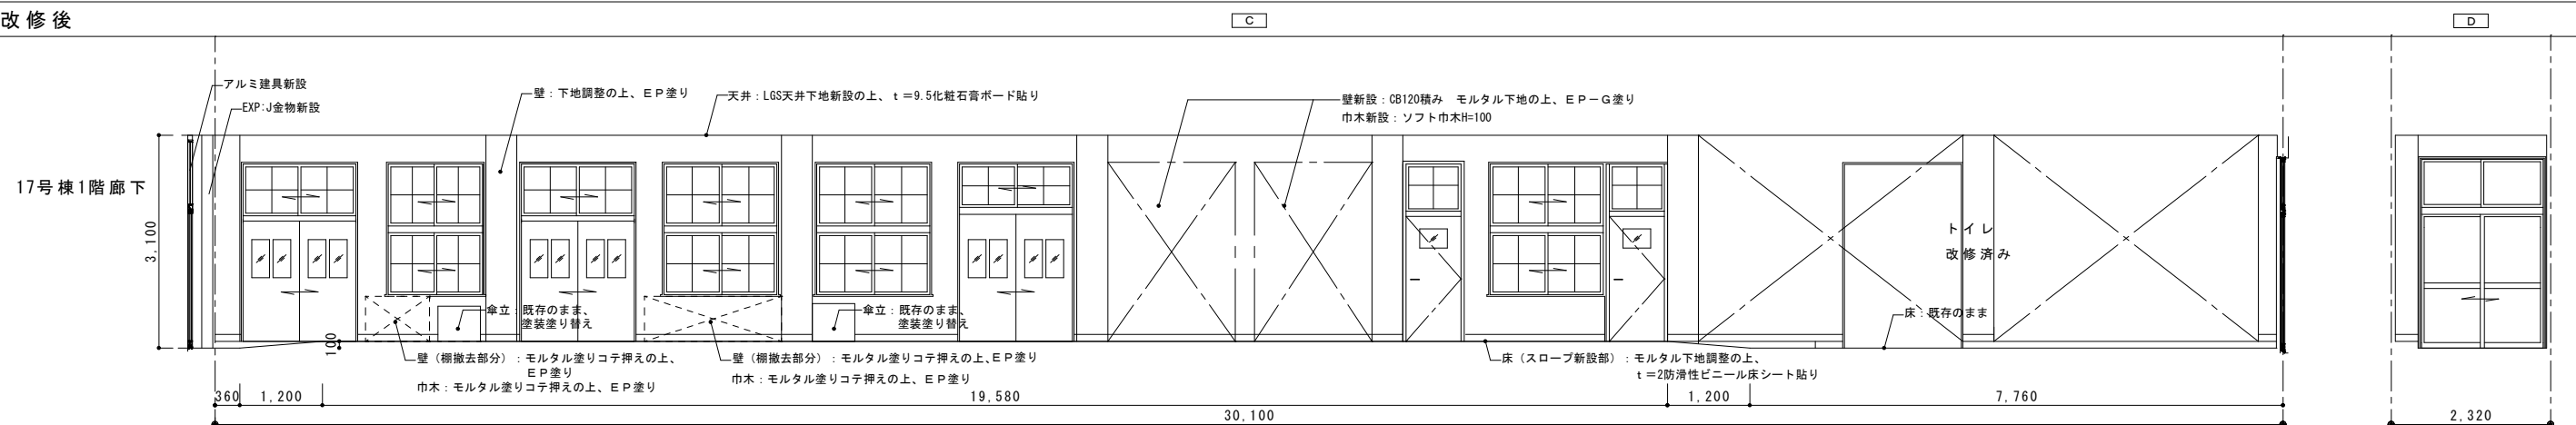 改修後
C
D
アルミ建具新設
EXP:J金物新設
壁：下地調整の上、ＥＰ塗り
天井：LGS天井下地新設の上、ｔ＝9.5化粧石膏ボード貼り
壁新設：CB120積み　モルタル下地の上、ＥＰ－Ｇ塗り
巾木新設：ソフト巾木H=100
17号棟1階廊下
3,100
トイレ
改修済み
傘立：既存のまま、
塗装塗り替え
傘立：既存のまま、
塗装塗り替え
床：既存のまま
100
壁（棚撤去部分）：モルタル塗りコテ押えの上、
ＥＰ塗り
巾木：モルタル塗りコテ押えの上、ＥＰ塗り
壁（棚撤去部分）：モルタル塗りコテ押えの上、ＥＰ塗り
巾木：モルタル塗りコテ押えの上、ＥＰ塗り
床（スロープ新設部）：モルタル下地調整の上、
ｔ＝2防滑性ビニール床シート貼り
360
1,200
19,580
1,200
7,760
30,100
2,320